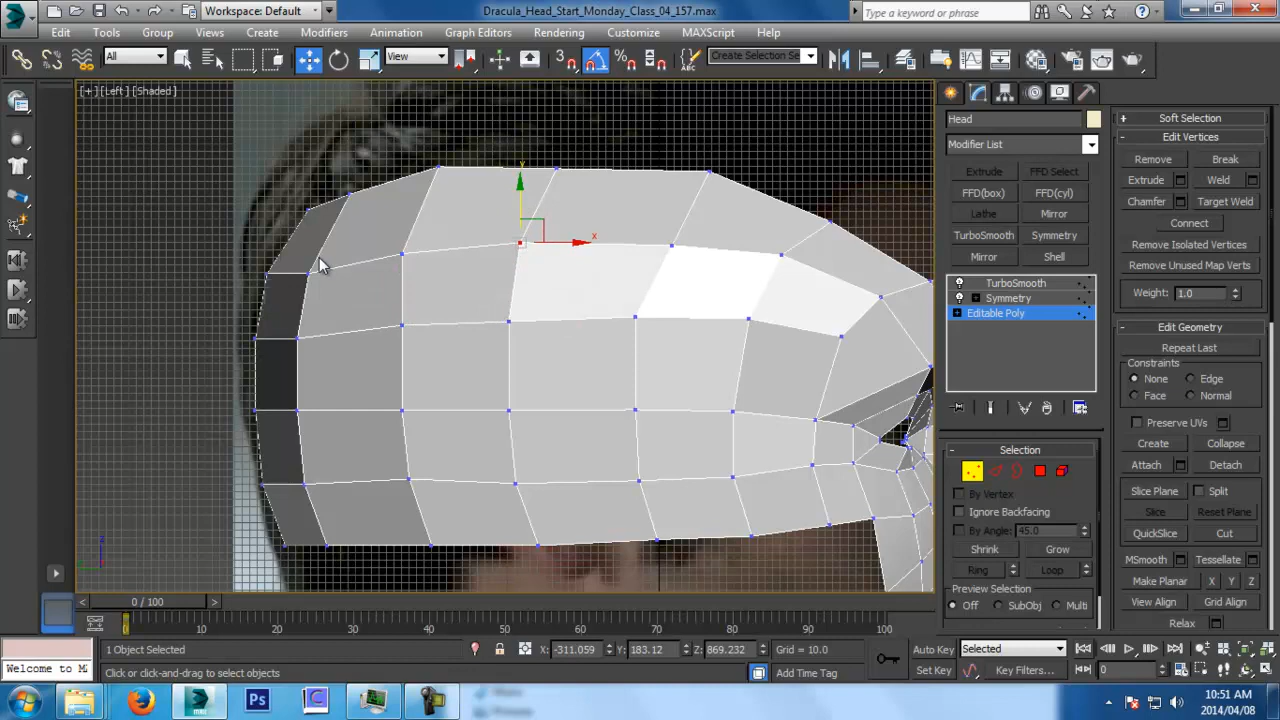 Workspace: Default
Dracula_Head_Start_Monday_Class_04_157.max
Type a keyword or phrase
Edit Tools Group Views Create Modifiers Animation Graph Editors Rendering Customize MAXScript Help
All
View
3
Create Selection Se
[+] [Left] [Shaded]
Head
Modifier List
Extrude FFD Select
FFD(box) FFD(cyl)
Lathe Mirror
TurboSmooth Symmetry
Mirror Shell
TurboSmooth
Symmetry
Editable Poly
Selection
By Vertex
Ignore Backfacing
By Angle: 45.0
Shrink Grow
Ring Loop
Preview Selection
Off SubObj Multi
Soft Selection
Edit Vertices
Remove Break
Extrude Weld
Chamfer Target Weld
Connect
Remove Isolated Vertices
Remove Unused Map Verts
Weight: 1.0
Edit Geometry
Repeat Last
Constraints
None Edge
Face Normal
Preserve UVs
Create Collapse
Attach Detach
Slice Plane Split
Slice Reset Plane
QuickSlice Cut
MSmooth Tessellate
Make Planar X Y Z
View Align Grid Align
Relax
y
x
z
0 / 100
0 10 20 30 40 50 60 70 80 90 100
1 Object Selected
X: -311.059 Y: 183.12 Z: 869.232 Grid = 10.0
Auto Key Selected
Welcome to M
Click or click-and-drag to select objects
Add Time Tag
Set Key Key Filters...
0
Ps
10:51 AM
2014/04/08